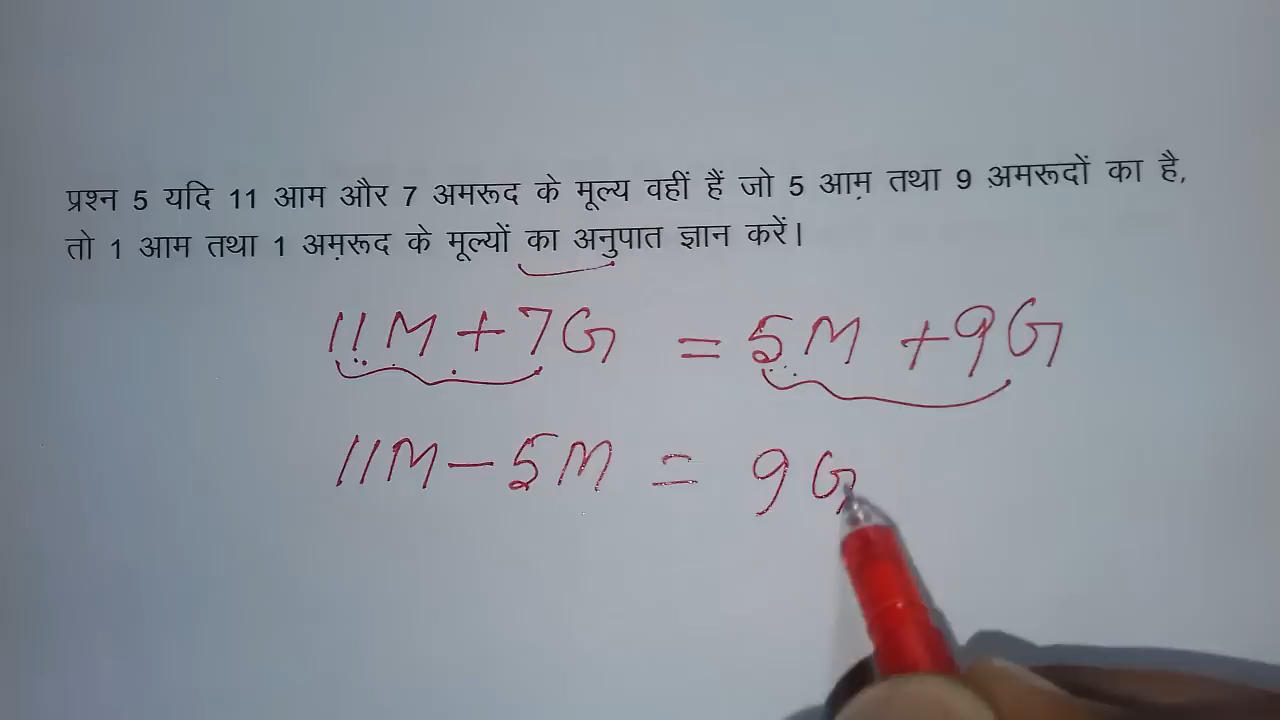 प्रश्न 5 यदि 11 आम और 7 अमरूद के मूल्य वहीं हैं जो 5 आम तथा 9 अमरूदों का है,
तो 1 आम तथा 1 अमरूद के मूल्यों का अनुपात ज्ञान करें।
11M + 7G = 5M + 9G
11M - 5M = 9G